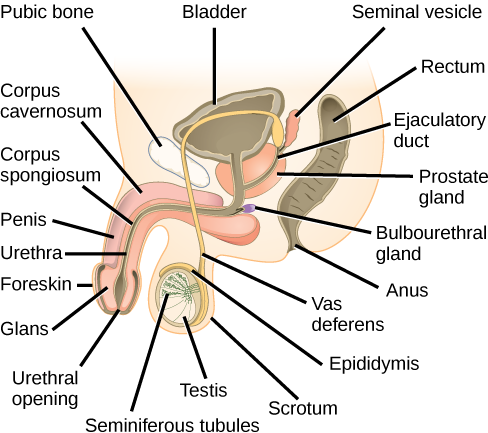 Pubic bone
Bladder
Seminal vesicle
Rectum
Corpus
cavernosum
Ejaculatory
duct
Corpus
spongiosum
Prostate
gland
Penis
Bulbourethral
gland
Urethra
Foreskin
Anus
Glans
Vas
deferens
Epididymis
Urethral
opening
Testis
Scrotum
Seminiferous tubules